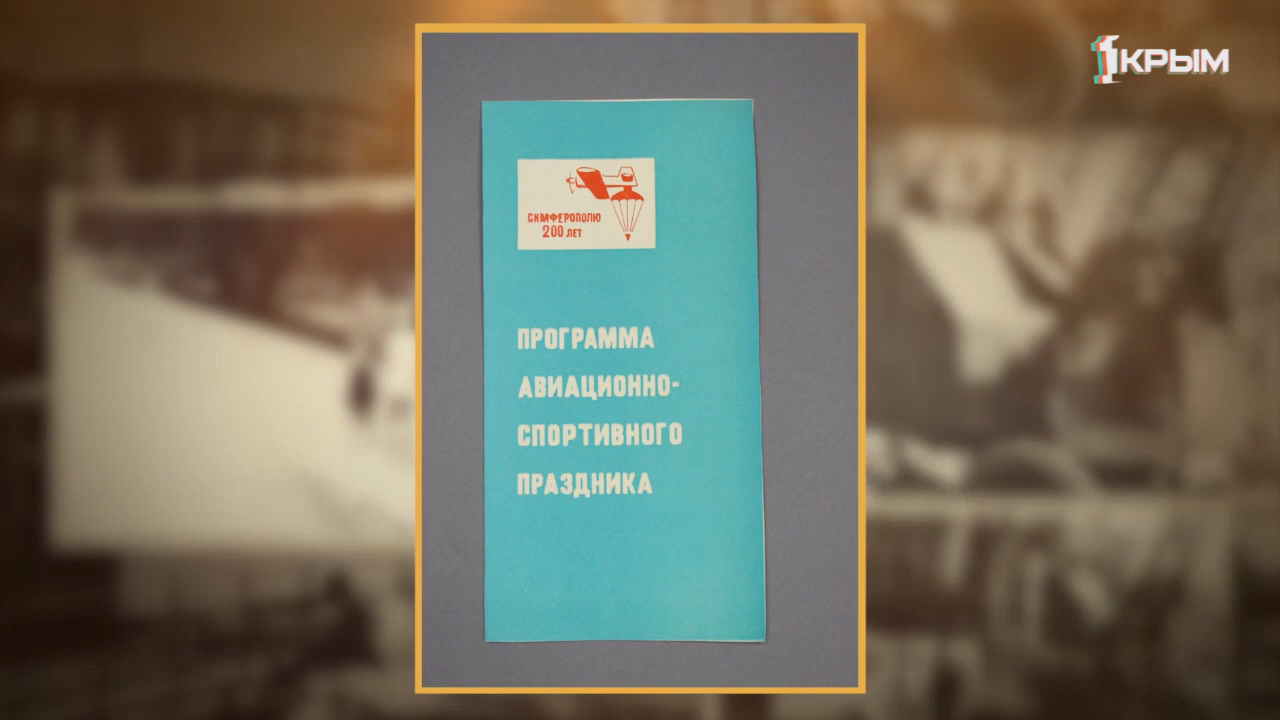 1КРЫМ
СИМФЕРОПОЛЮ
200 ЛЕТ
ПРОГРАММА
АВИАЦИОННО-
СПОРТИВНОГО
ПРАЗДНИКА